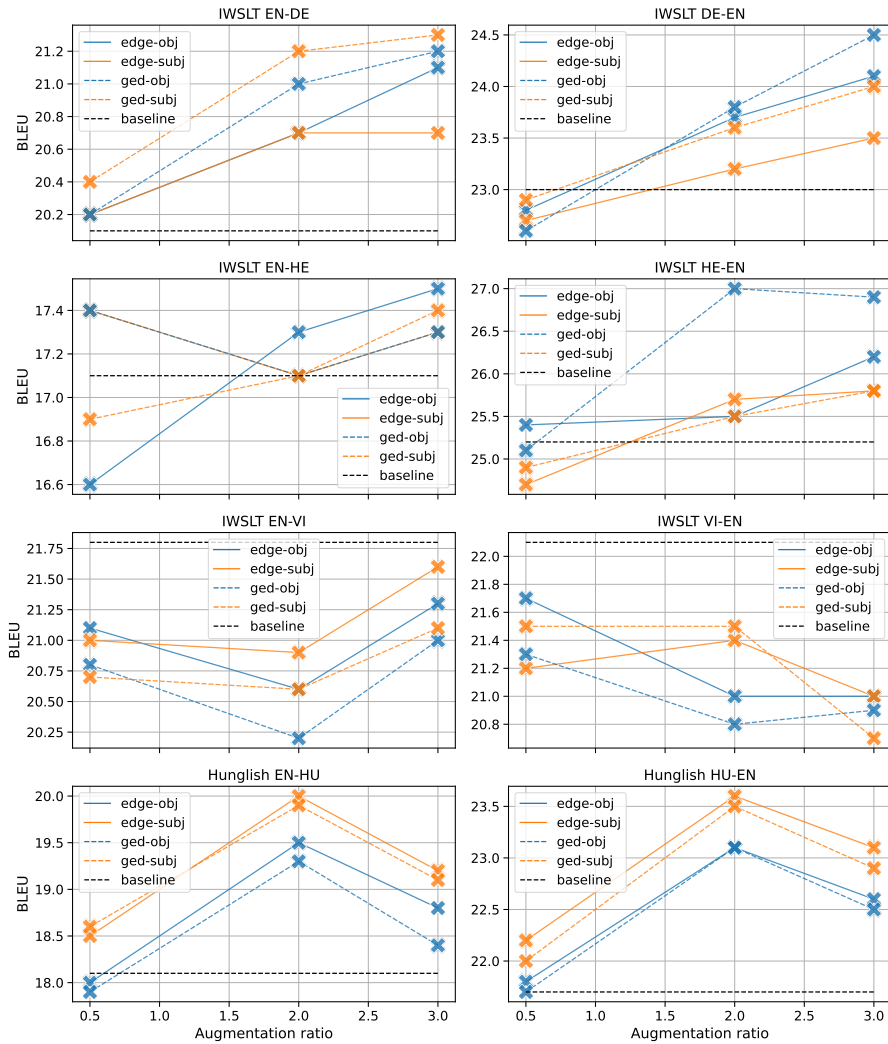 IWSLT EN-DE
BLEU
21.2
21.0
20.8
20.6
20.4
20.2
edge-obj
edge-subj
ged-obj
ged-subj
baseline
IWSLT DE-EN
24.5
24.0
23.5
23.0
edge-obj
edge-subj
ged-obj
ged-subj
baseline
IWSLT EN-HE
BLEU
17.4
17.2
17.0
16.8
16.6
edge-obj
edge-subj
ged-obj
ged-subj
baseline
IWSLT HE-EN
27.0
26.5
26.0
25.5
25.0
edge-obj
edge-subj
ged-obj
ged-subj
baseline
IWSLT EN-VI
BLEU
21.75
21.50
21.25
21.00
20.75
20.50
20.25
edge-obj
edge-subj
ged-obj
ged-subj
baseline
IWSLT VI-EN
22.0
21.8
21.6
21.4
21.2
21.0
20.8
edge-obj
edge-subj
ged-obj
ged-subj
baseline
Hunglish EN-HU
BLEU
20.0
19.5
19.0
18.5
18.0
edge-obj
edge-subj
ged-obj
ged-subj
baseline
0.5 1.0 1.5 2.0 2.5 3.0
Augmentation ratio
Hunglish HU-EN
23.5
23.0
22.5
22.0
edge-obj
edge-subj
ged-obj
ged-subj
baseline
0.5 1.0 1.5 2.0 2.5 3.0
Augmentation ratio